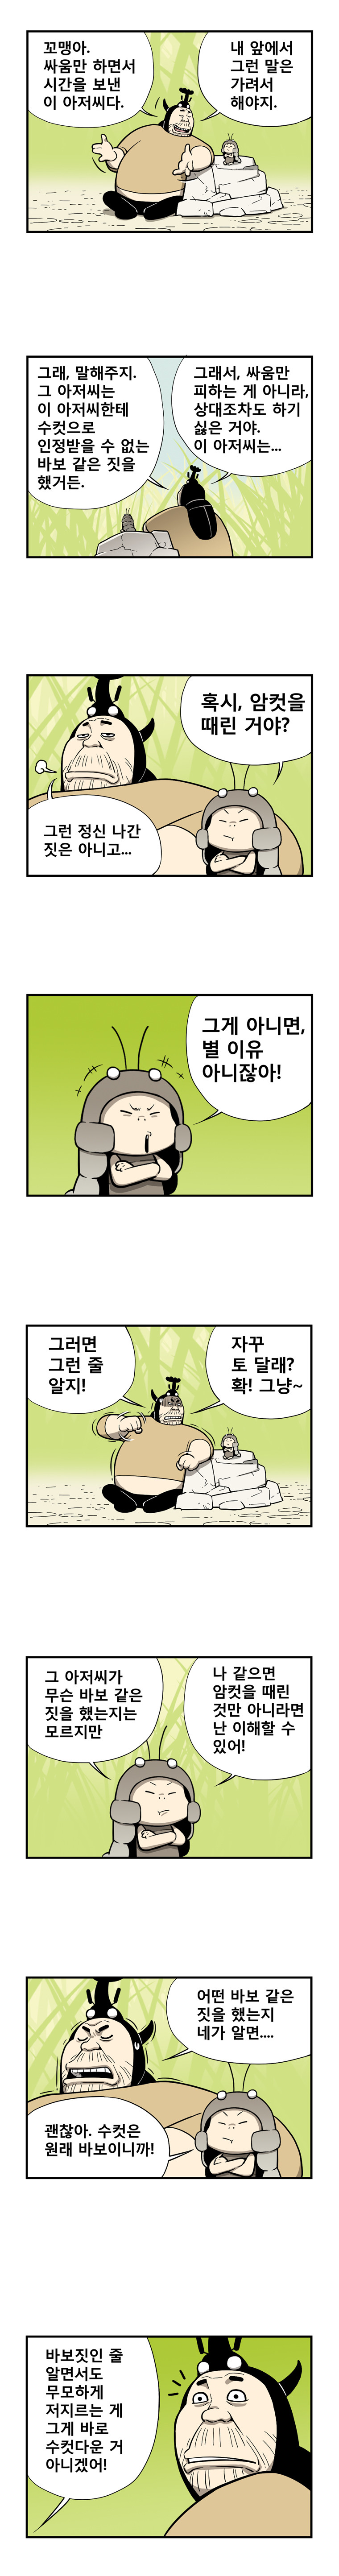 꼬맹아.
싸움만 하면서
시간을 보낸
이 아저씨다.
내 앞에서
그런 말은
가려서
해야지.
그래, 말해주지.
그 아저씨는
이 아저씨한테
수컷으로
인정받을 수 없는
바보 같은 짓을
했거든.
그래서, 싸움만
피하는 게 아니라,
상대조차도 하기
싫은 거야.
이 아저씨는...
혹시, 암컷을
때린 거야?
그런 정신 나간
짓은 아니고...
그게 아니면,
별 이유
아니잖아!
그러면
그런 줄
알지!
자꾸
토 달래?
확! 그냥~
그 아저씨가
무슨 바보 같은
짓을 했는지는
모르지만
나 같으면
암컷을 때린
것만 아니라면
난 이해할 수
있어!
어떤 바보 같은
짓을 했는지
네가 알면....
괜찮아. 수컷은
원래 바보이니까!
바보짓인 줄
알면서도
무모하게
저지르는 게
그게 바로
수컷다운 거
아니겠어!